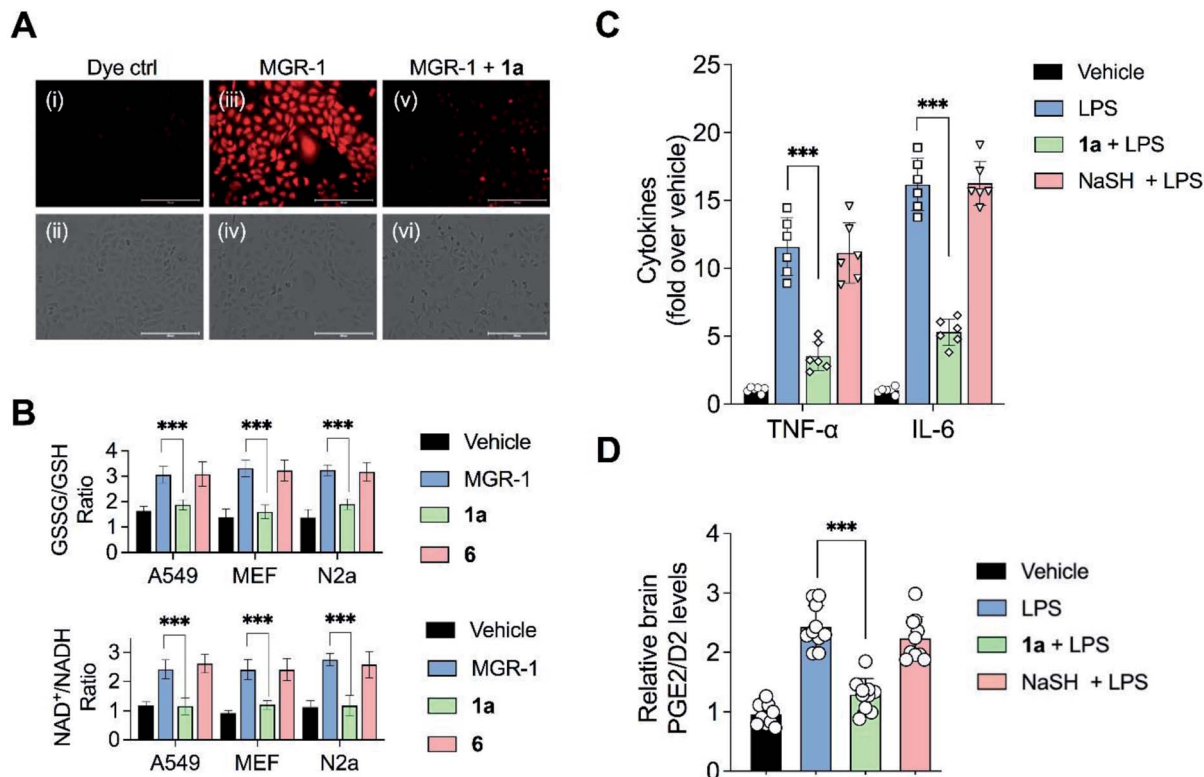 A
Dye ctrl
MGR-1
MGR-1 + 1a
(i)
(iii)
(v)
(ii)
(iv)
(vi)
B
GSSG/GSH
Ratio
4
3
2
1
0
***
***
***
A549
MEF
N2a
Vehicle
MGR-1
1a
6
NAD⁺/NADH
Ratio
4
2
0
***
***
***
A549
MEF
N2a
Vehicle
MGR-1
1a
6
C
Cytokines
(fold over vehicle)
25
20
15
10
5
0
***
***
TNF-α
IL-6
Vehicle
LPS
1a + LPS
NaSH + LPS
D
Relative brain
PGE2/D2 levels
4
3
2
1
0
***
Vehicle
LPS
1a + LPS
NaSH + LPS